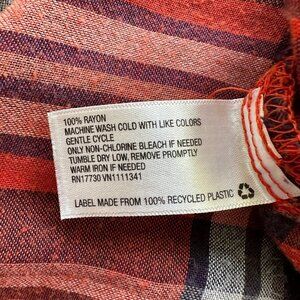 100% RAYON
MACHINE WASH COLD WITH LIKE COLORS
GENTLE CYCLE
ONLY NON-CHLORINE BLEACH IF NEEDED
TUMBLE DRY LOW, REMOVE PROMPTLY
WARM IRON IF NEEDED
RN17730 VN1111341
LABEL MADE FROM 100% RECYCLED PLASTIC